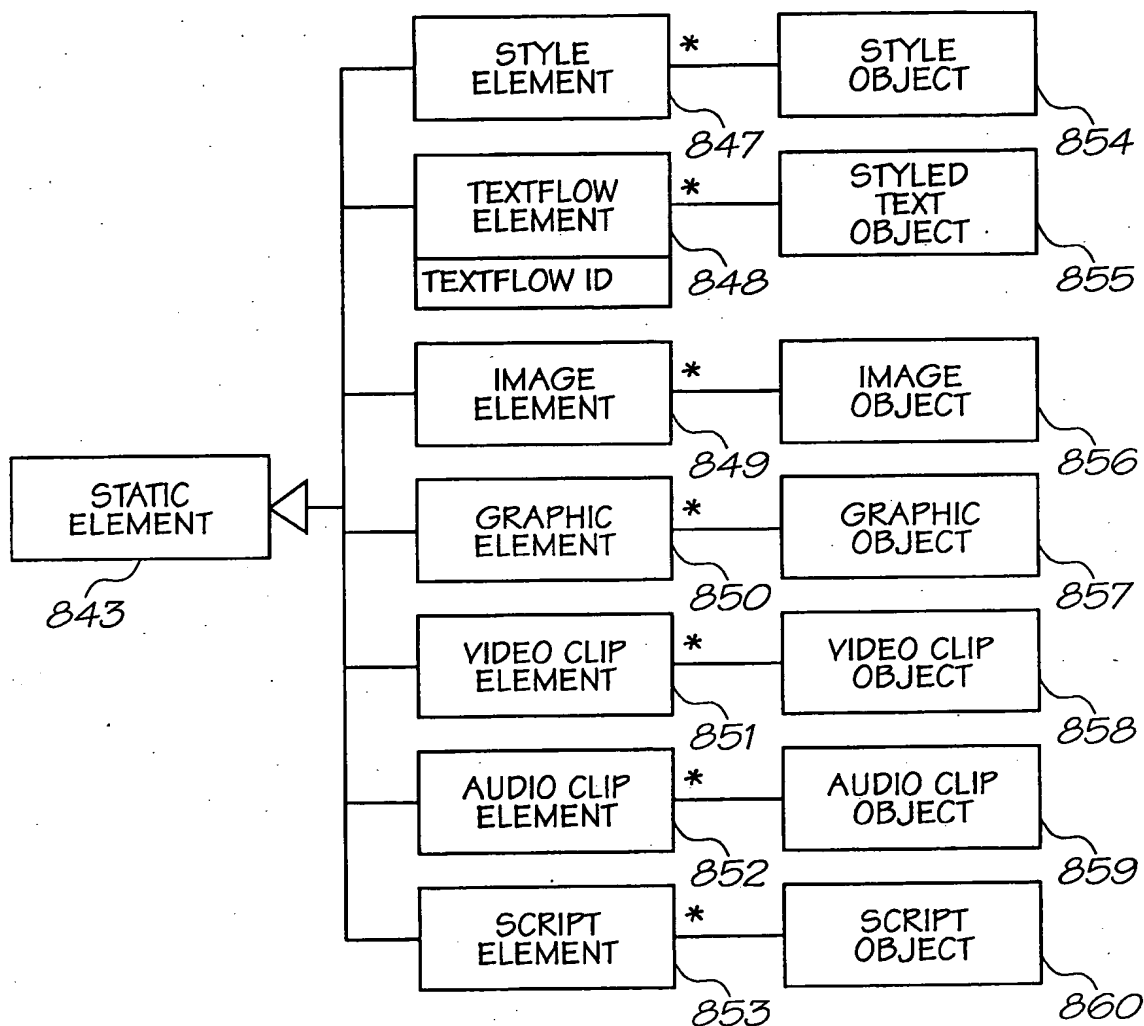 STYLE
ELEMENT
*
STYLE
OBJECT
847
854
TEXTFLOW
ELEMENT
TEXTFLOW ID
*
STYLED
TEXT
OBJECT
848
855
IMAGE
ELEMENT
*
IMAGE
OBJECT
849
856
STATIC
ELEMENT
843
GRAPHIC
ELEMENT
*
GRAPHIC
OBJECT
850
857
VIDEO CLIP
ELEMENT
*
VIDEO CLIP
OBJECT
851
858
AUDIO CLIP
ELEMENT
*
AUDIO CLIP
OBJECT
852
859
SCRIPT
ELEMENT
*
SCRIPT
OBJECT
853
860